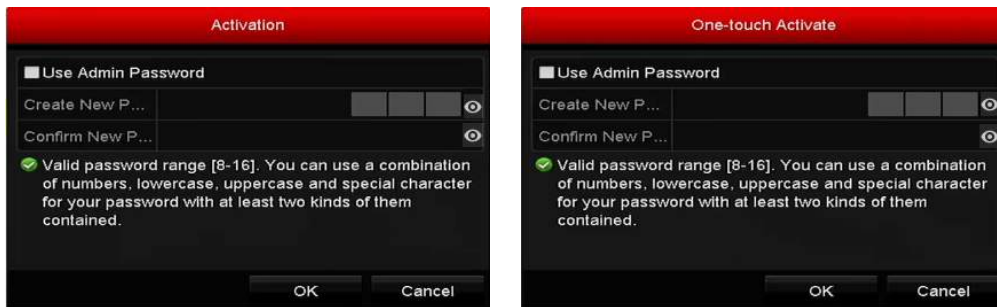 Activation
Use Admin Password
Create New P...
Confirm New P...
Valid password range [8-16]. You can use a combination
of numbers, lowercase, uppercase and special character
for your password with at least two kinds of them
contained.
OK Cancel
One-touch Activate
Use Admin Password
Create New P...
Confirm New P...
Valid password range [8-16]. You can use a combination
of numbers, lowercase, uppercase and special character
for your password with at least two kinds of them
contained.
OK Cancel